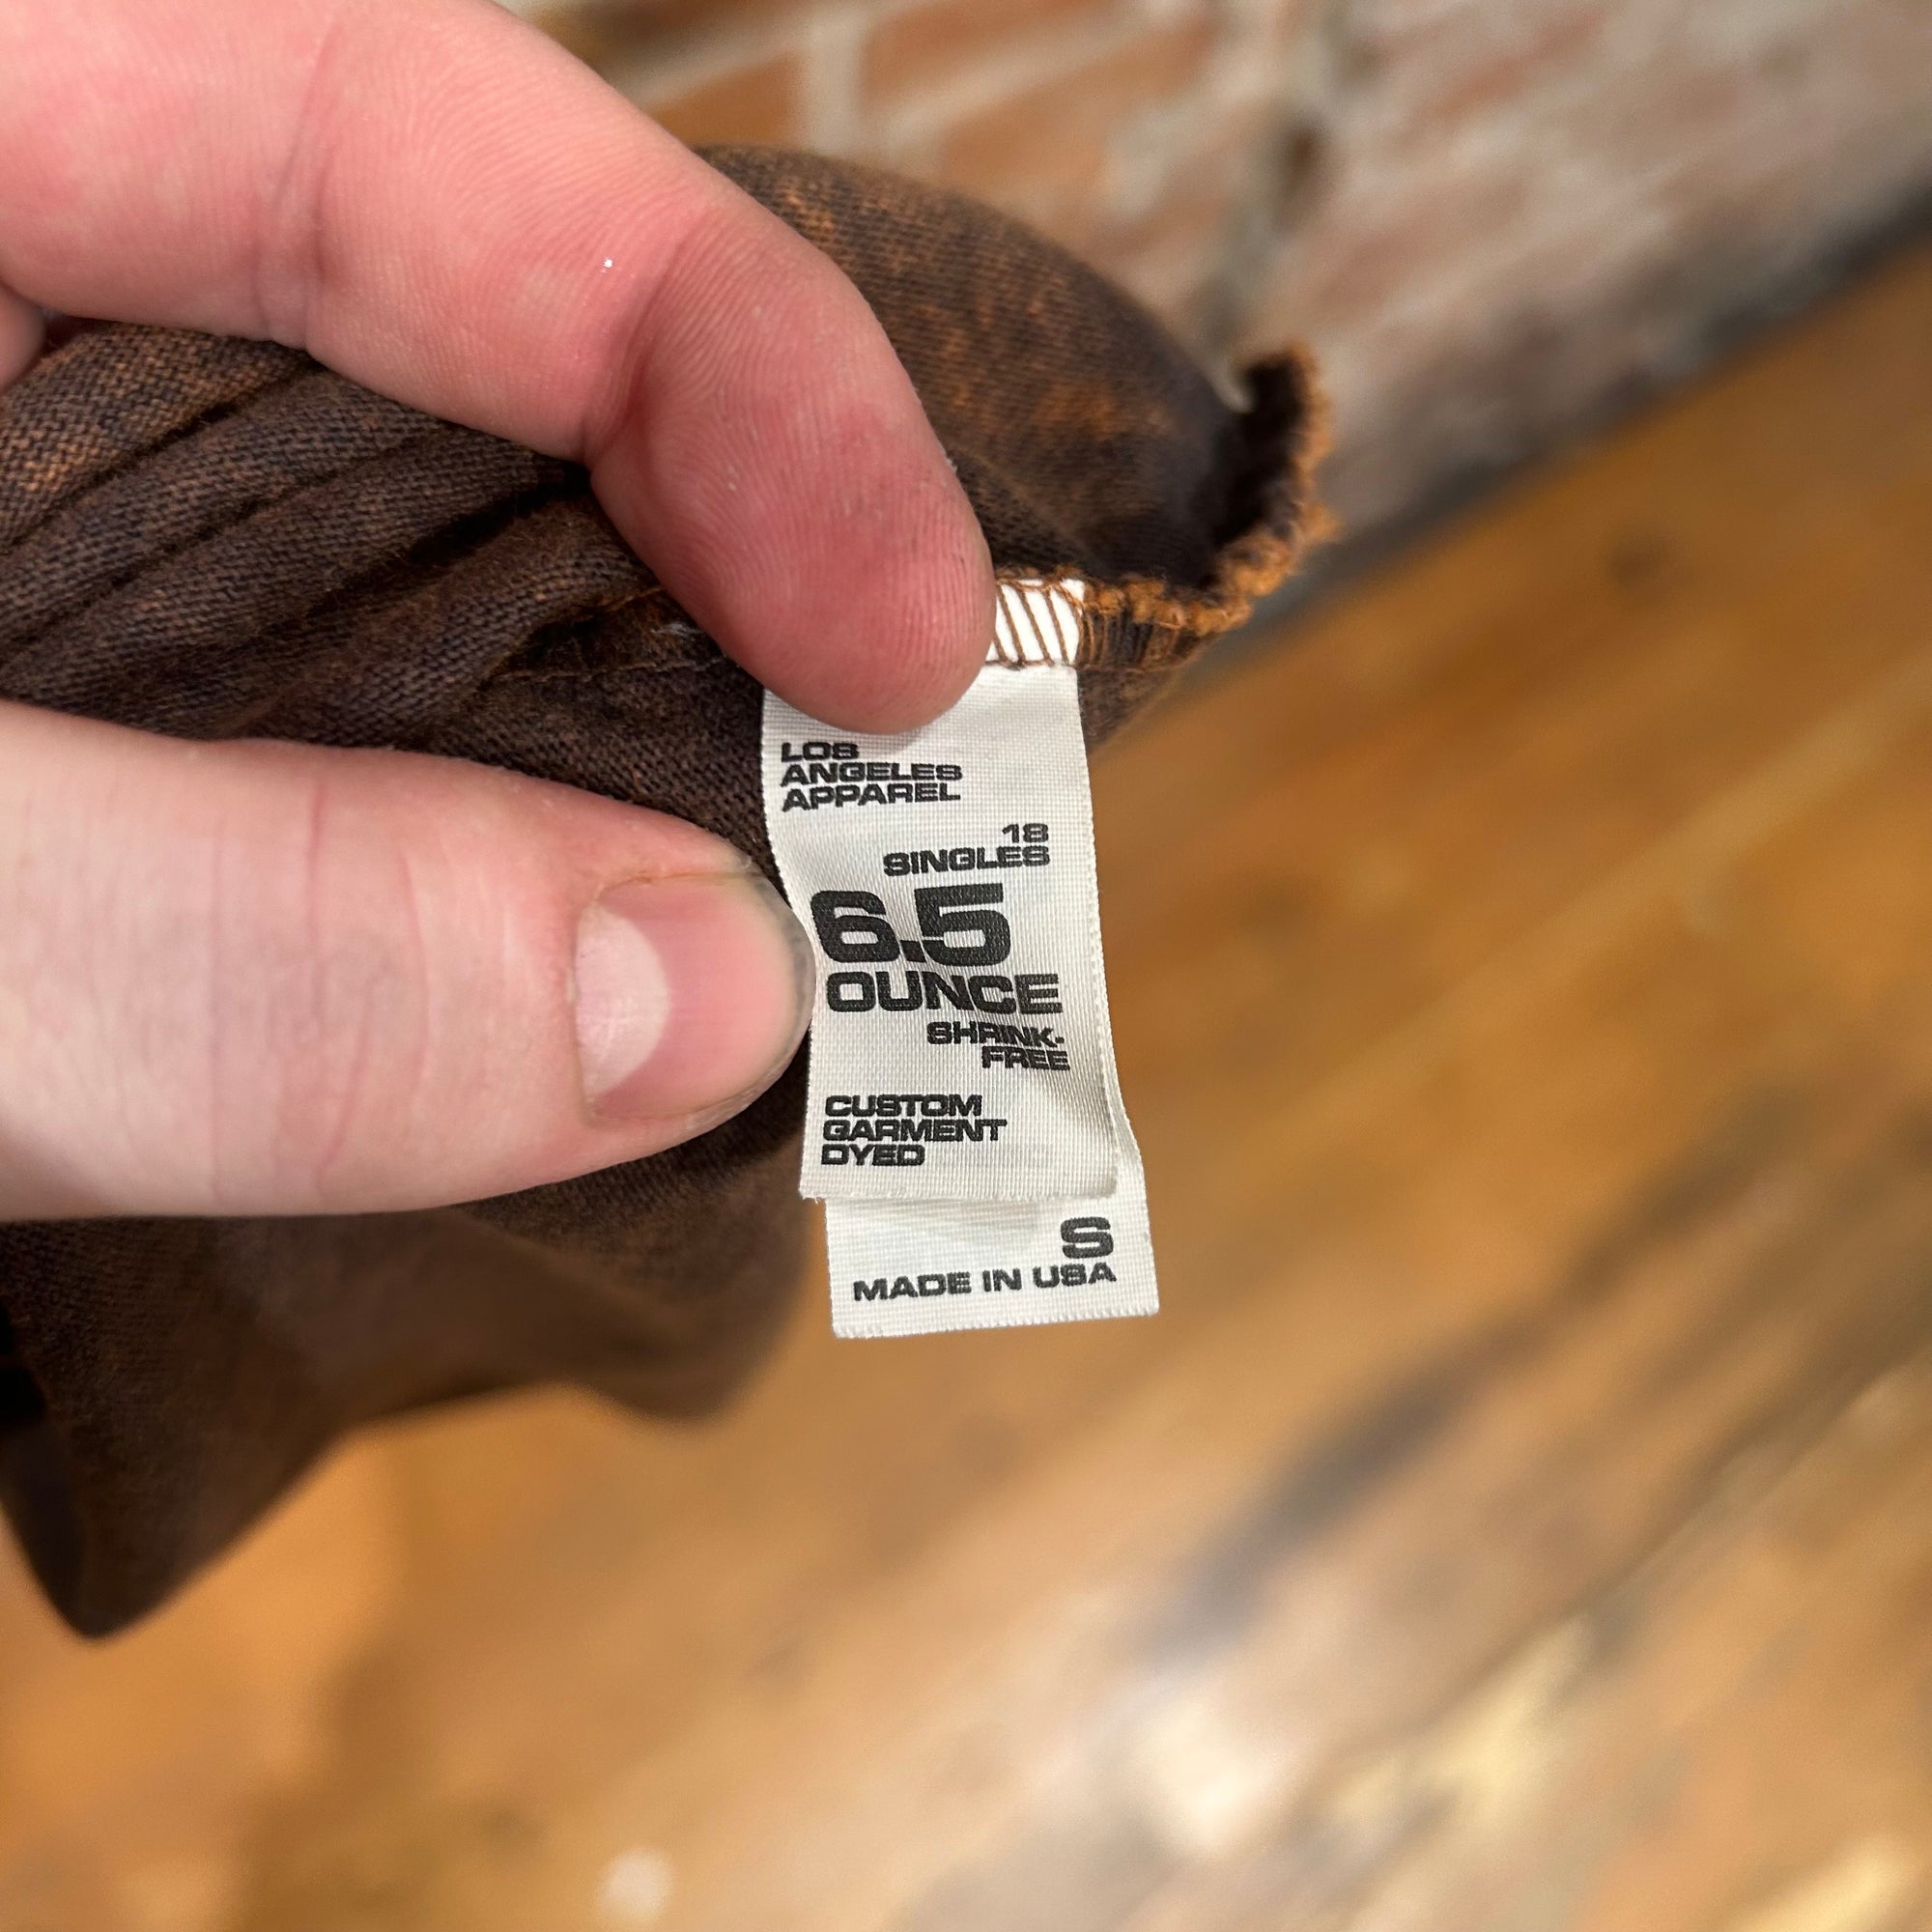 LOS
ANGELES
APPAREL
18
SINGLES
6.5
OUNCE
SHRINK-
FREE
CUSTOM
GARMENT
DYED
S
MADE IN USA